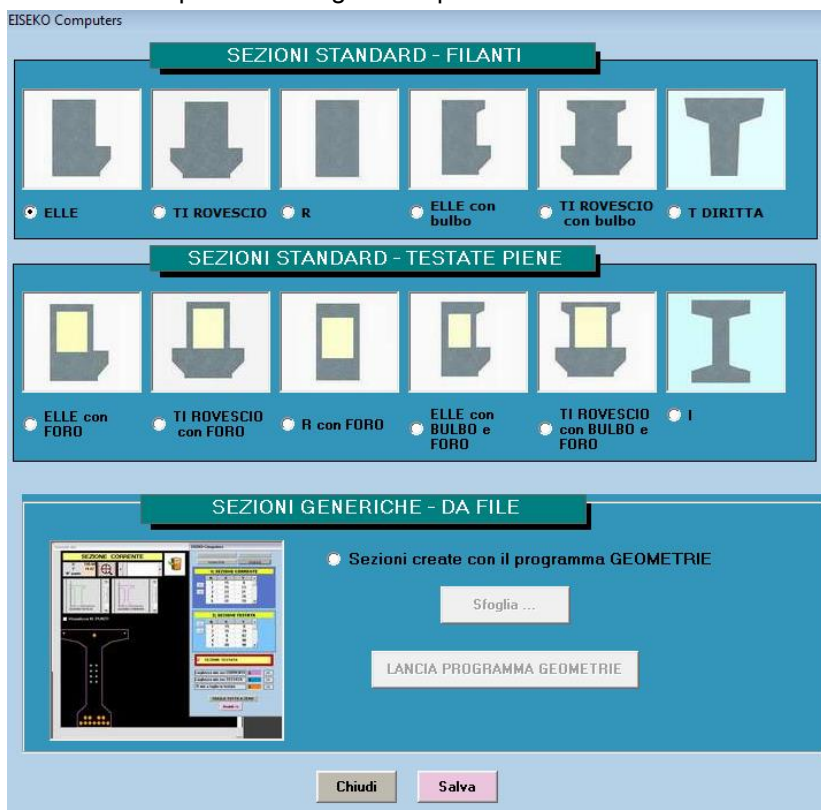 EISEKO Computers
SEZIONI STANDARD - FILANTI
ELLE
TI ROVESCIO
R
ELLE con
bulbo
TI ROVESCIO
con bulbo
T DIRITTA
SEZIONI STANDARD - TESTATE PIENE
ELLE con
FORO
TI ROVESCIO
con FORO
R con FORO
ELLE con
BULBO e
FORO
TI ROVESCIO
con BULBO e
FORO
I
SEZIONI GENERICHE - DA FILE
SEZIONE CORRENTE
Sezioni create con il programma GEOMETRIE
Sfoglia ...
LANCIA PROGRAMMA GEOMETRIE
Chiudi
Salva